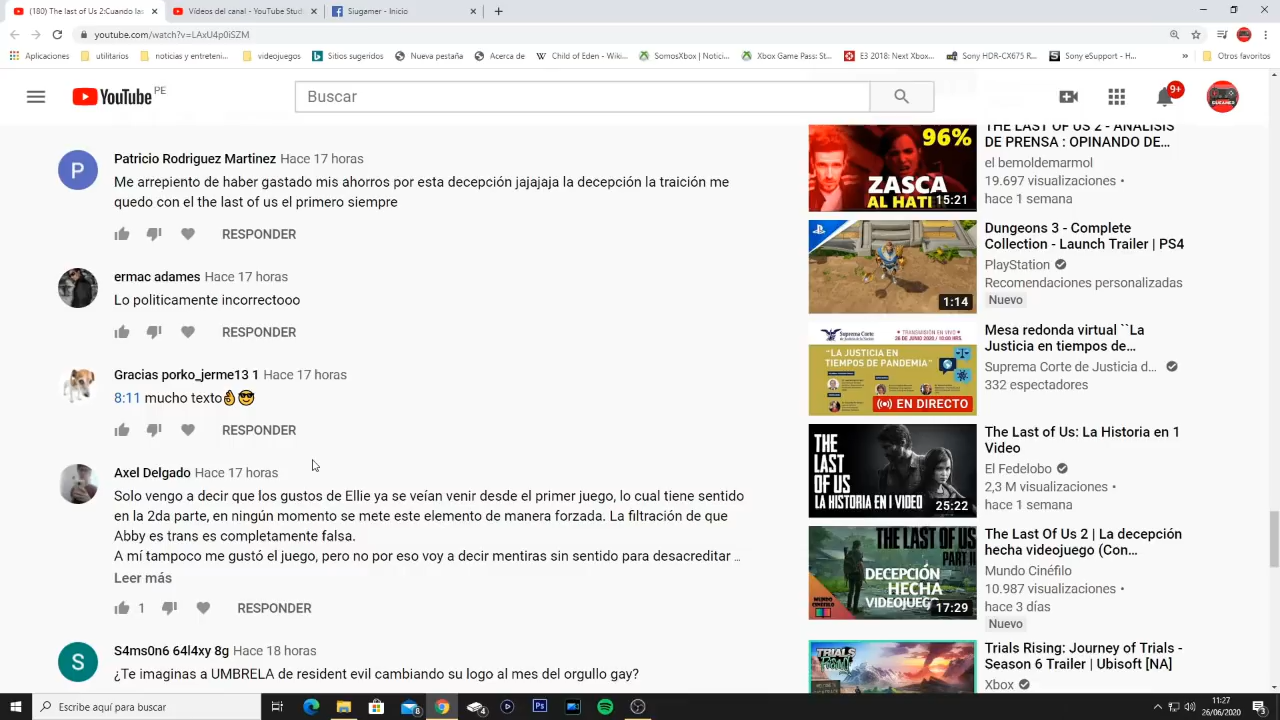 (180) The last of Us 2:Cuando las
Vídeos del canal - YouTube Studi
Siugamer - Inicio
youtube.com/watch?v=LAxU4p0iSZM
Aplicaciones
utilitarios
noticias y entreteni...
videojuegos
Sitios sugeridos
Nueva pestaña
Acerca de
Child of Eden - Wiki...
SomosXbox | Notici...
Xbox Game Pass: St...
E3 2018: Next Xbox...
Sony HDR-CX675 R...
Sony eSupport - H...
»
Otros favoritos
YouTube PE
Buscar
9+
Patricio Rodriguez Martinez Hace 17 horas
Me arrepiento de haber gastado mis ahorros por esta decepción jajajaja la decepción la traición me
quedo con el the last of us el primero siempre
RESPONDER
ermac adames Hace 17 horas
Lo politicamente incorrectooo
RESPONDER
Hace 17 horas
8:11 mucho texto👌😎
RESPONDER
Axel Delgado Hace 17 horas
Solo vengo a decir que los gustos de Ellie ya se veían venir desde el primer juego, lo cual tiene sentido
en la 2da parte, en ningún momento se mete este elemento de manera forzada. La filtración de que
Abby es trans es completamente falsa.
A mí tampoco me gustó el juego, pero no por eso voy a decir mentiras sin sentido para desacreditar ...
Leer más
1
RESPONDER
S4ms0n6 64l4xy 8g Hace 18 horas
¿Te imaginas a UMBRELA de resident evil cambiando su logo al mes del orgullo gay?
96%
ZASCA
AL HATI
15:21
THE LAST OF US 2 - ANALISIS
DE PRENSA : OPINANDO DE...
el bemoldemarmol
19.697 visualizaciones •
hace 1 semana
1:14
Dungeons 3 - Complete
Collection - Launch Trailer | PS4
PlayStation
Recomendaciones personalizadas
Nuevo
Suprema Corte
TRANSMISIÓN EN VIVO
26 DE JUNIO 2020 / 10:00 HRS.
"LA JUSTICIA EN
TIEMPOS DE PANDEMIA"
EN DIRECTO
Mesa redonda virtual ``La
Justicia en tiempos de...
Suprema Corte de Justicia d...
332 espectadores
THE
LAST
OF US
LA HISTORIA EN 1 VIDEO
25:22
The Last of Us: La Historia en 1
Video
El Fedelobo
2,3 M visualizaciones •
hace 1 semana
THE LAST OF US
PART II
DECEPCIÓN
HECHA
VIDEOJUEGO
MUNDO
CINÉFILO
17:29
The Last Of Us 2 | La decepción
hecha videojuego (Con...
Mundo Cinéfilo
10.987 visualizaciones •
hace 3 días
Nuevo
TRIALS
RISING
Trials Rising: Journey of Trials -
Season 6 Trailer | Ubisoft [NA]
Xbox
Escribe aquí para buscar
11:27
26/06/2020